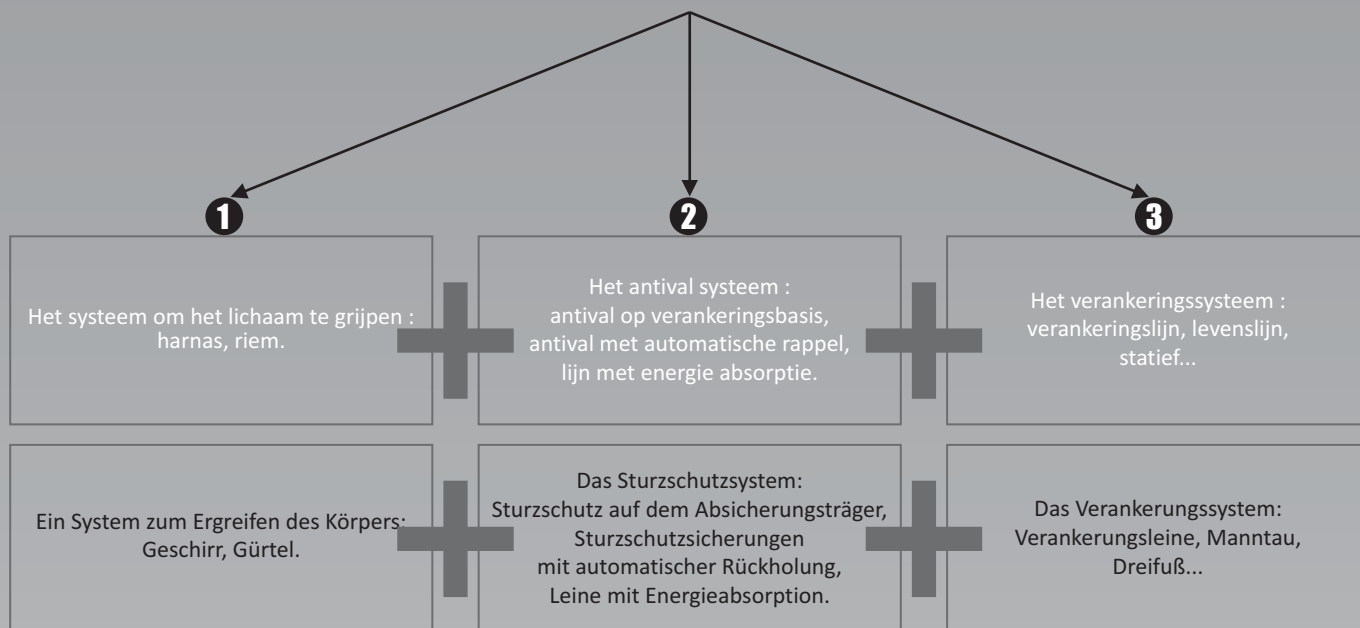 1
2
3
Het systeem om het lichaam te grijpen :
harnas, riem.
Het antival systeem :
antival op verankeringsbasis,
antival met automatische rappel,
lijn met energie absorptie.
Het verankeringssysteem :
verankeringslijn, levenslijn,
statief...
Ein System zum Ergreifen des Körpers:
Geschirr, Gürtel.
Das Sturzschutzsystem:
Sturzschutz auf dem Absicherungsträger,
Sturzschutzsicherungen
mit automatischer Rückholung,
Leine mit Energieabsorption.
Das Verankerungssystem:
Verankerungsleine, Manntau,
Dreifuß...